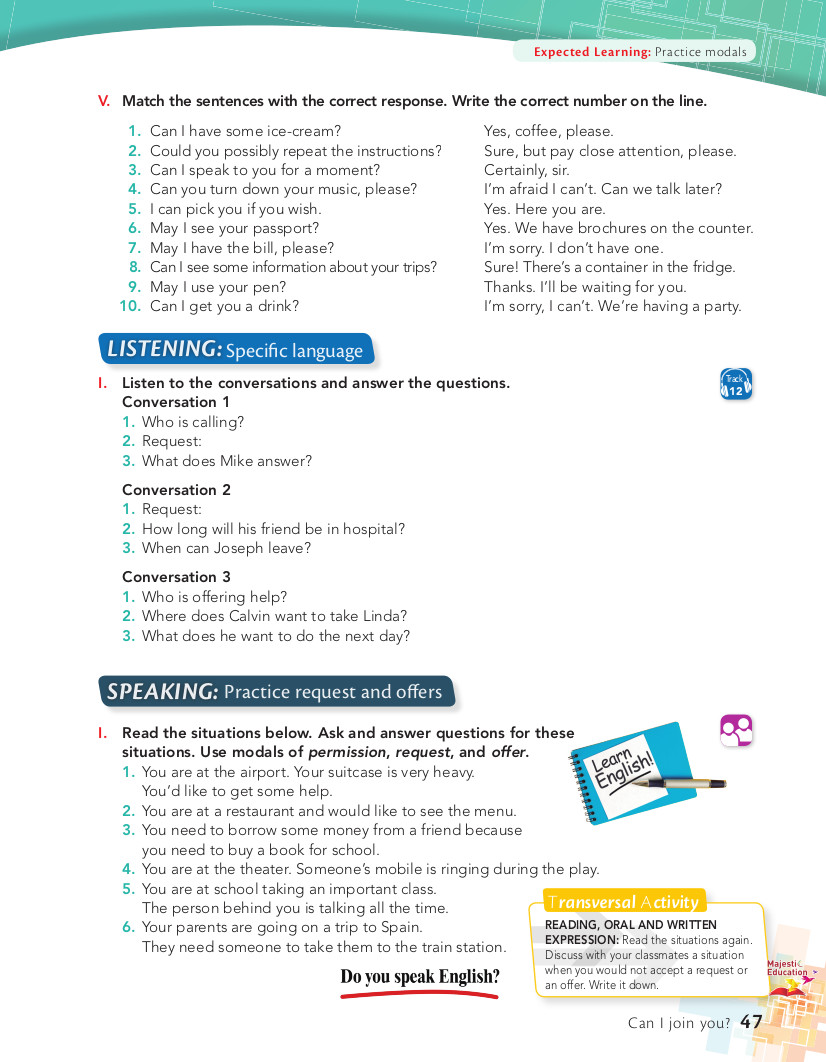 Expected Learning: Practice modals
V. Match the sentences with the correct response. Write the correct number on the line.
1. Can I have some ice-cream? Yes, coffee, please.
2. Could you possibly repeat the instructions? Sure, but pay close attention, please.
3. Can I speak to you for a moment? Certainly, sir.
4. Can you turn down your music, please? I'm afraid I can't. Can we talk later?
5. I can pick you if you wish. Yes. Here you are.
6. May I see your passport? Yes. We have brochures on the counter.
7. May I have the bill, please? I'm sorry. I don't have one.
8. Can I see some information about your trips? Sure! There's a container in the fridge.
9. May I use your pen? Thanks. I'll be waiting for you.
10. Can I get you a drink? I'm sorry, I can't. We're having a party.
LISTENING: Specific language
I. Listen to the conversations and answer the questions.
Track
12
Conversation 1
1. Who is calling?
2. Request:
3. What does Mike answer?
Conversation 2
1. Request:
2. How long will his friend be in hospital?
3. When can Joseph leave?
Conversation 3
1. Who is offering help?
2. Where does Calvin want to take Linda?
3. What does he want to do the next day?
SPEAKING: Practice request and offers
I. Read the situations below. Ask and answer questions for these
situations. Use modals of permission, request, and offer.
1. You are at the airport. Your suitcase is very heavy.
You'd like to get some help.
2. You are at a restaurant and would like to see the menu.
3. You need to borrow some money from a friend because
you need to buy a book for school.
4. You are at the theater. Someone's mobile is ringing during the play.
5. You are at school taking an important class.
The person behind you is talking all the time.
6. Your parents are going on a trip to Spain.
They need someone to take them to the train station.
Learn
English!
Do you speak English?
Transversal Activity
READING, ORAL AND WRITTEN
EXPRESSION: Read the situations again.
Discuss with your classmates a situation
when you would not accept a request or
an offer. Write it down.
Majestic
Education
Can I join you? 47